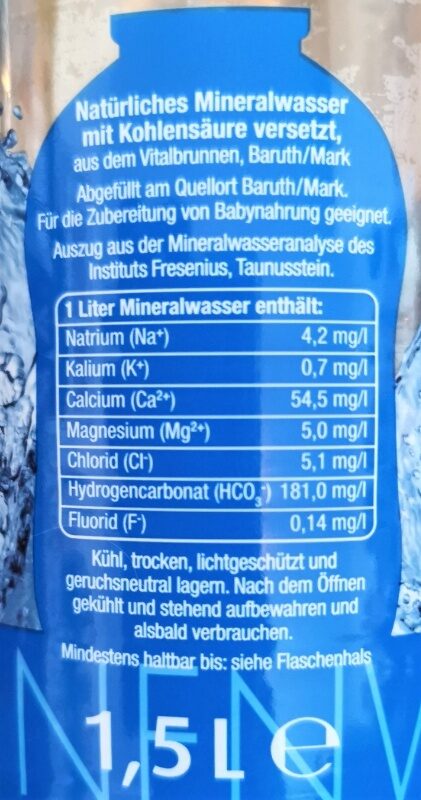 Natürliches Mineralwasser
mit Kohlensäure versetzt,
aus dem Vitalbrunnen, Baruth/Mark
Abgefüllt am Quellort Baruth/Mark.
Für die Zubereitung von Babynahrung geeignet.
Auszug aus der Mineralwasseranalyse des
Instituts Fresenius, Taunusstein.
1 Liter Mineralwasser enthält:
Natrium (Na⁺) 4,2 mg/l
Kalium (K⁺) 0,7 mg/l
Calcium (Ca²⁺) 54,5 mg/l
Magnesium (Mg²⁺) 5,0 mg/l
Chlorid (Cl⁻) 5,1 mg/l
Hydrogencarbonat (HCO₃⁻) 181,0 mg/l
Fluorid (F⁻) 0,14 mg/l
Kühl, trocken, lichtgeschützt und
geruchsneutral lagern. Nach dem Öffnen
gekühlt und stehend aufbewahren und
alsbald verbrauchen.
Mindestens haltbar bis: siehe Flaschenhals
1,5 L e